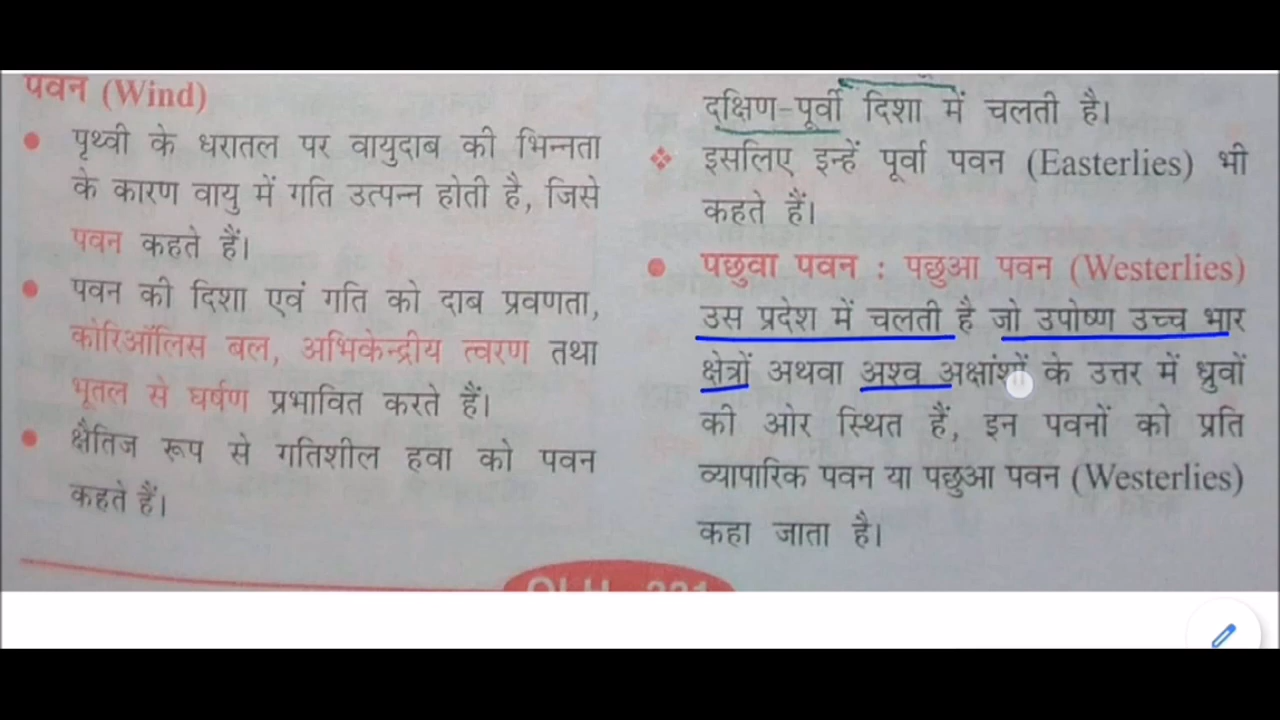 पवन (Wind)
पृथ्वी के धरातल पर वायुदाब की भिन्नता
के कारण वायु में गति उत्पन्न होती है, जिसे
पवन कहते हैं।
पवन की दिशा एवं गति को दाब प्रवणता,
कोरिऑलिस बल, अभिकेन्द्रीय त्वरण तथा
भूतल से घर्षण प्रभावित करते हैं।
क्षैतिज रूप से गतिशील हवा को पवन
कहते हैं।
दक्षिण-पूर्वी दिशा में चलती है।
इसलिए इन्हें पूर्वा पवन (Easterlies) भी
कहते हैं।
पछुवा पवन : पछुआ पवन (Westerlies)
उस प्रदेश में चलती है जो उपोष्ण उच्च भार
क्षेत्रों अथवा अश्व अक्षांशों के उत्तर में ध्रुवों
की ओर स्थित हैं, इन पवनों को प्रति
व्यापारिक पवन या पछुआ पवन (Westerlies)
कहा जाता है।